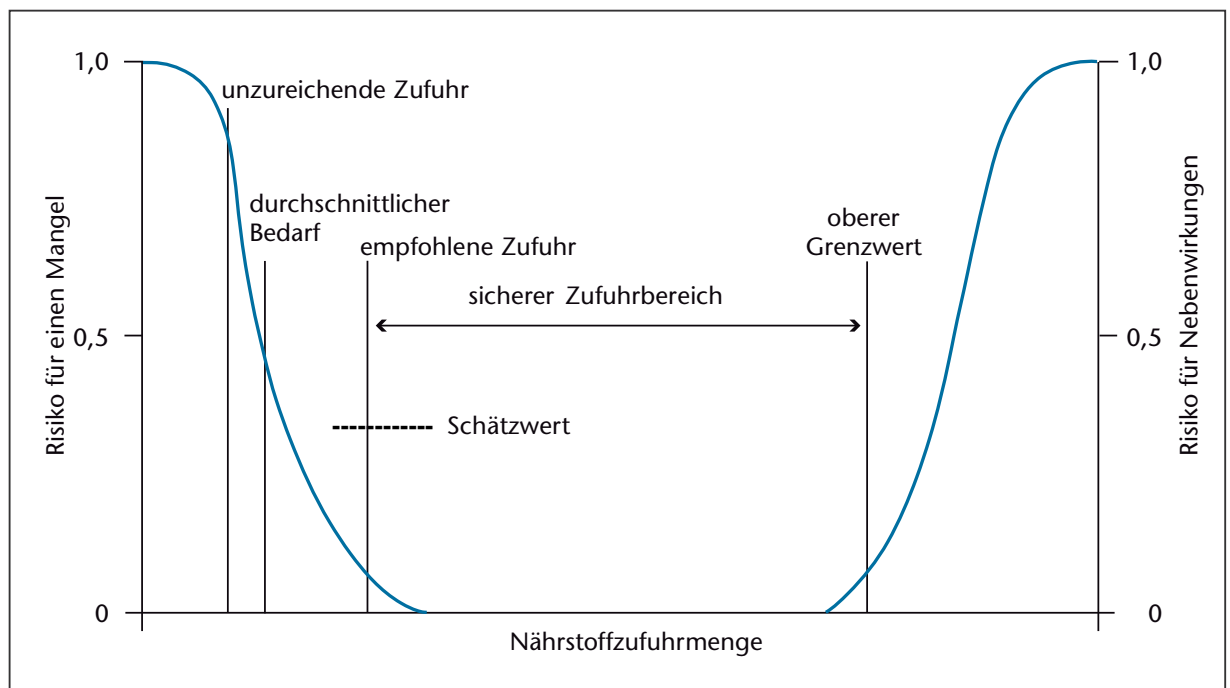 1,0
1,0
unzureichende Zufuhr
durchschnittlicher
Bedarf
empfohlene Zufuhr
oberer
Grenzwert
sicherer Zufuhrbereich
0,5
0,5
Schätzwert
0
0
Nährstoffzufuhrmenge
Risiko für einen Mangel
Risiko für Nebenwirkungen